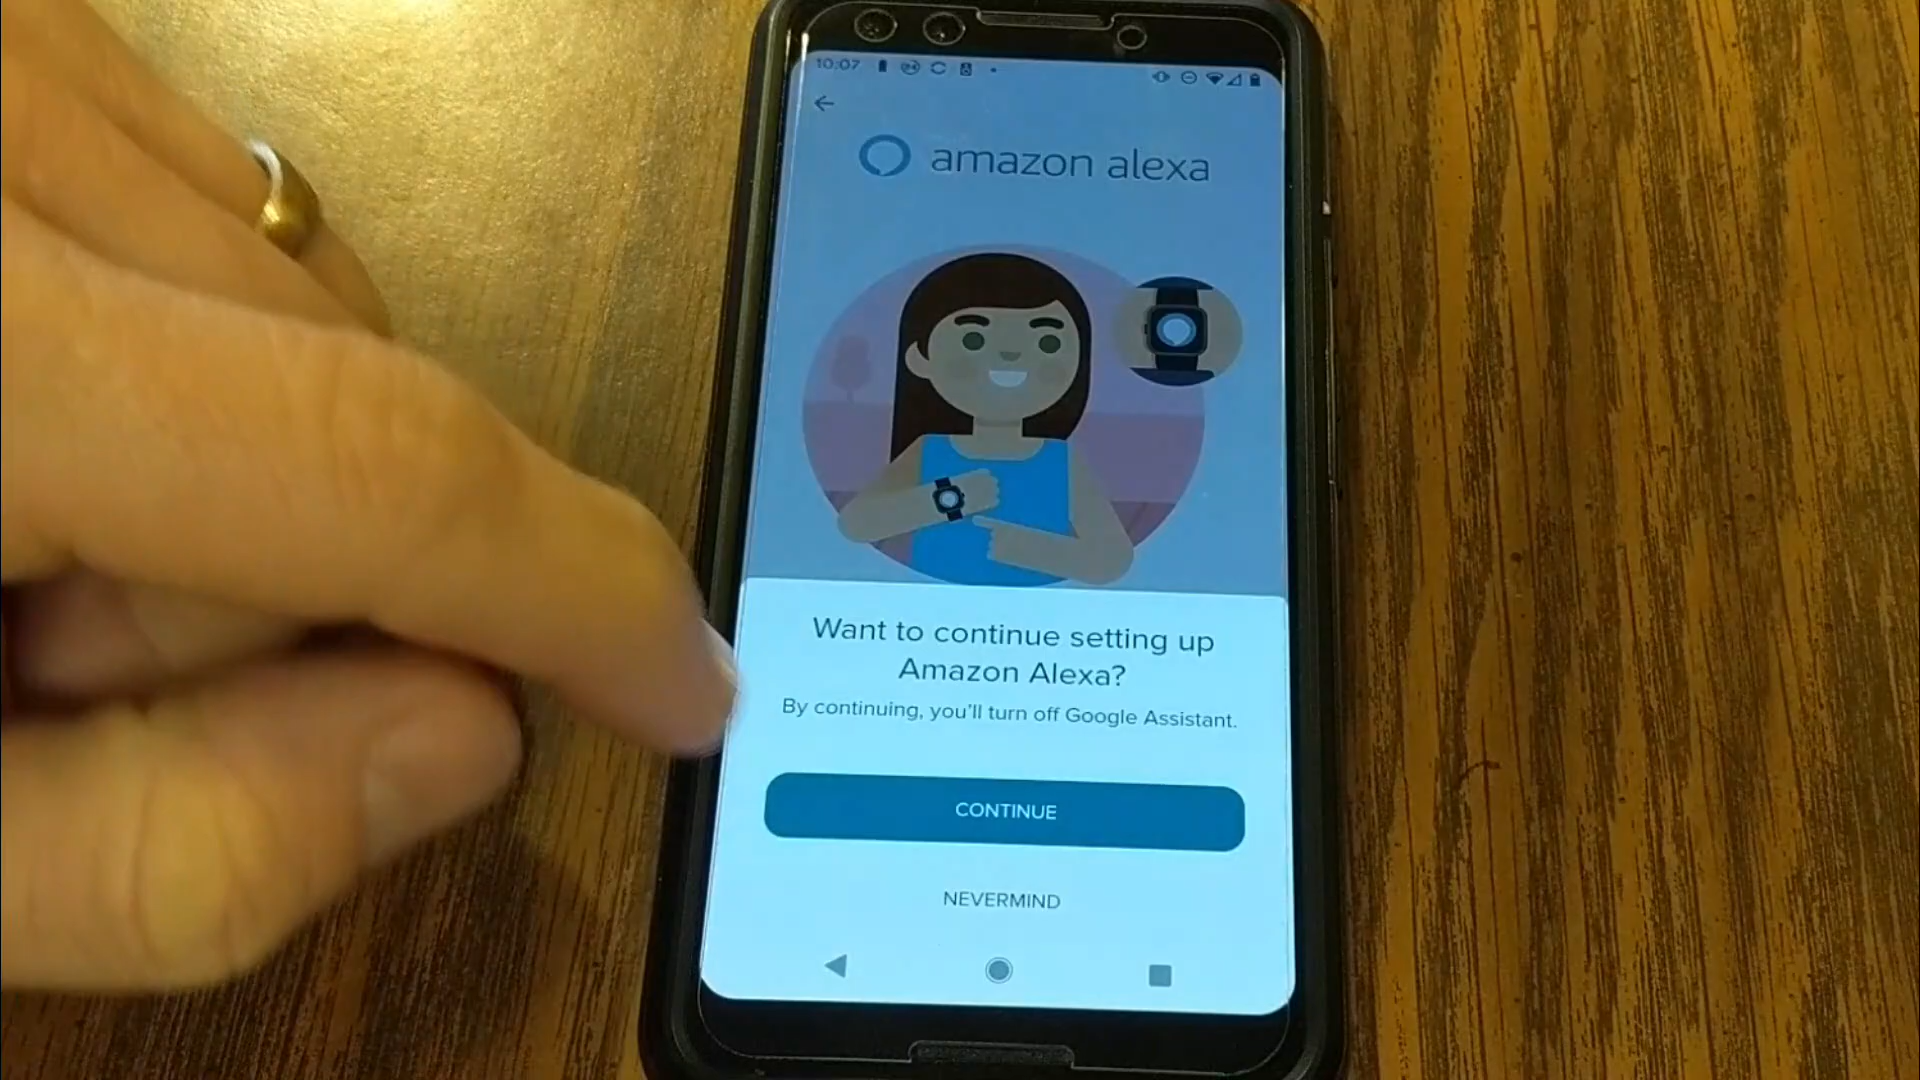 10:07
amazon alexa
Want to continue setting up
Amazon Alexa?
By continuing, you'll turn off Google Assistant.
CONTINUE
NEVERMIND